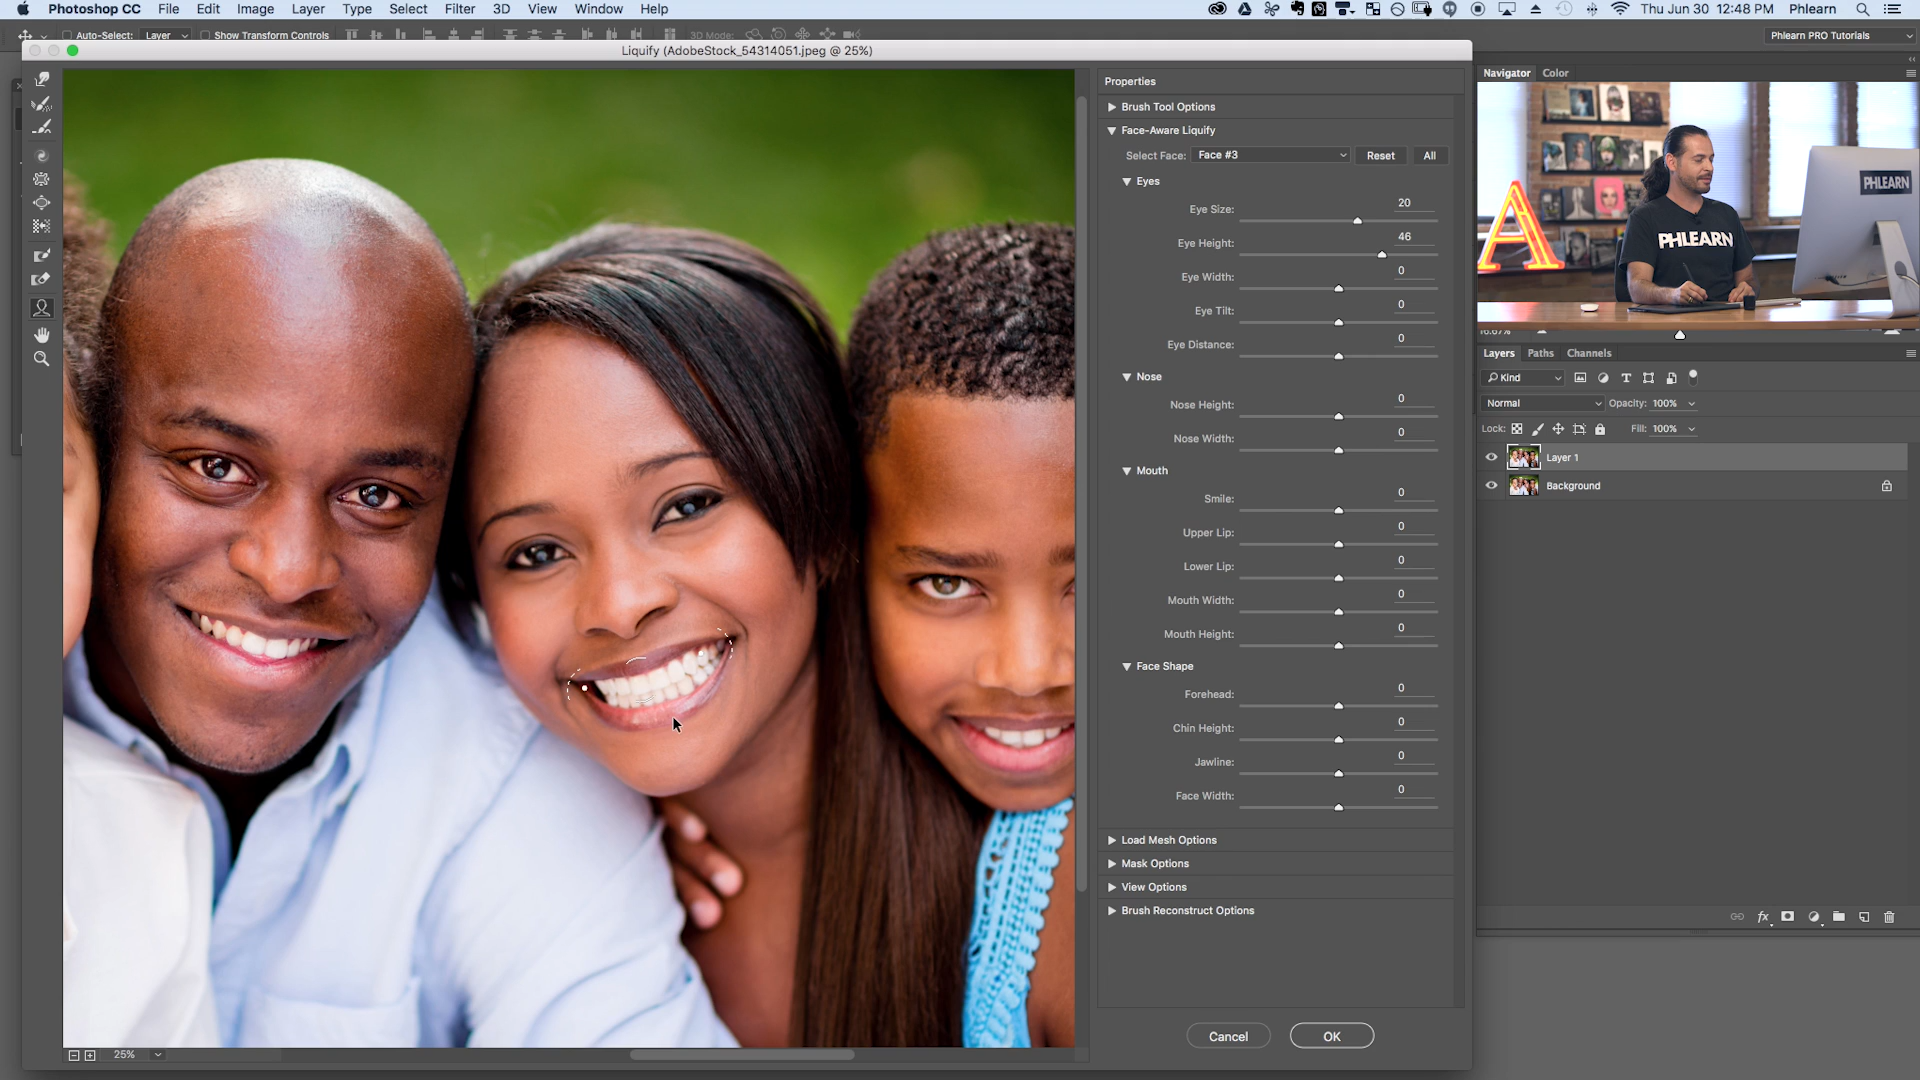 Photoshop CC File Edit Image Layer Type Select Filter 3D View Window Help Thu Jun 30 12:48 PM Phlearn
Auto-Select: Layer Show Transform Controls 3D Mode: Phlearn PRO Tutorials
Liquify (AdobeStock_54314051.jpeg @ 25%)
Properties
Brush Tool Options
Face-Aware Liquify
Select Face: Face #3 Reset All
Eyes
Eye Size: 20
Eye Height: 46
Eye Width: 0
Eye Tilt: 0
Eye Distance: 0
Nose
Nose Height: 0
Nose Width: 0
Mouth
Smile: 0
Upper Lip: 0
Lower Lip: 0
Mouth Width: 0
Mouth Height: 0
Face Shape
Forehead: 0
Chin Height: 0
Jawline: 0
Face Width: 0
Load Mesh Options
Mask Options
View Options
Brush Reconstruct Options
Cancel OK
25%
Navigator Color
PHLEARN
PHLEARN
A
16.67%
Layers Paths Channels
Kind
Normal Opacity: 100%
Lock: Fill: 100%
Layer 1
Background
fx